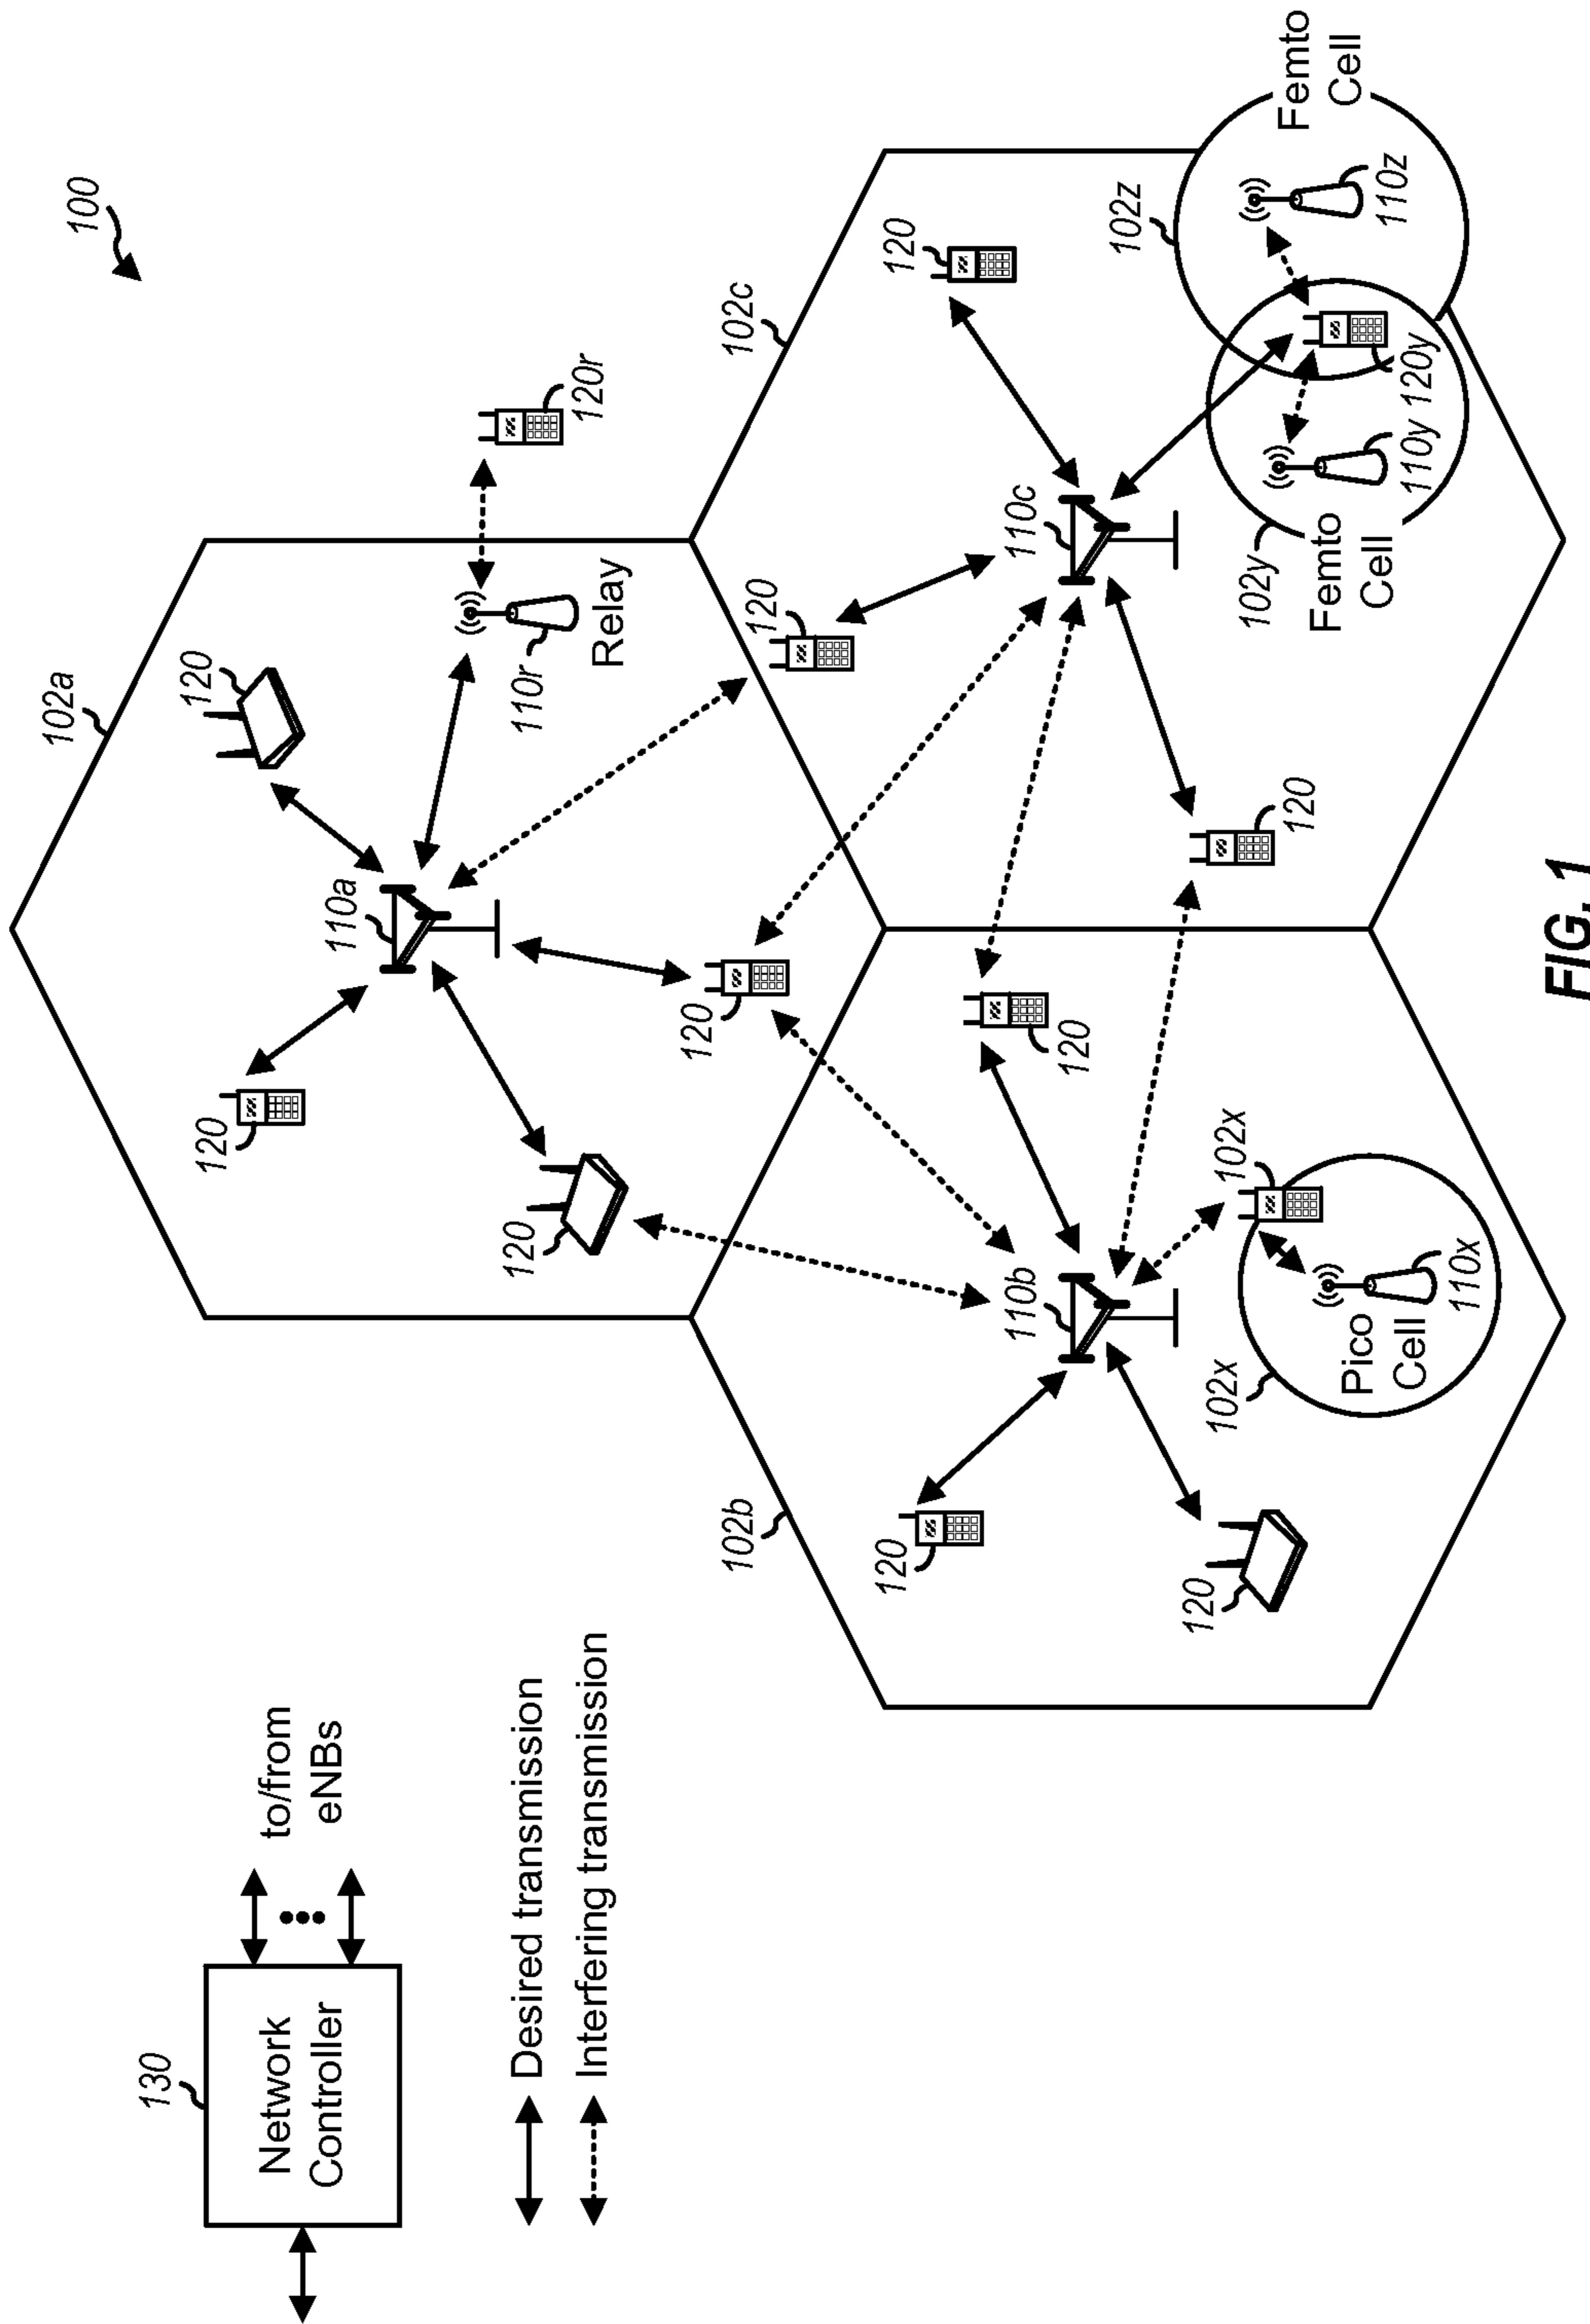 100
130
Network
Controller
to/from
eNBs
Desired transmission
Interfering transmission
102a
120
120
110a
120
110r
Relay
120r
120
102b
120
120
110b
120
102x
102x
Pico
Cell
110x
102c
120
120
110c
120
102y
Femto
Cell
110y
120y
102z
110z
Femto
Cell
FIG. 1